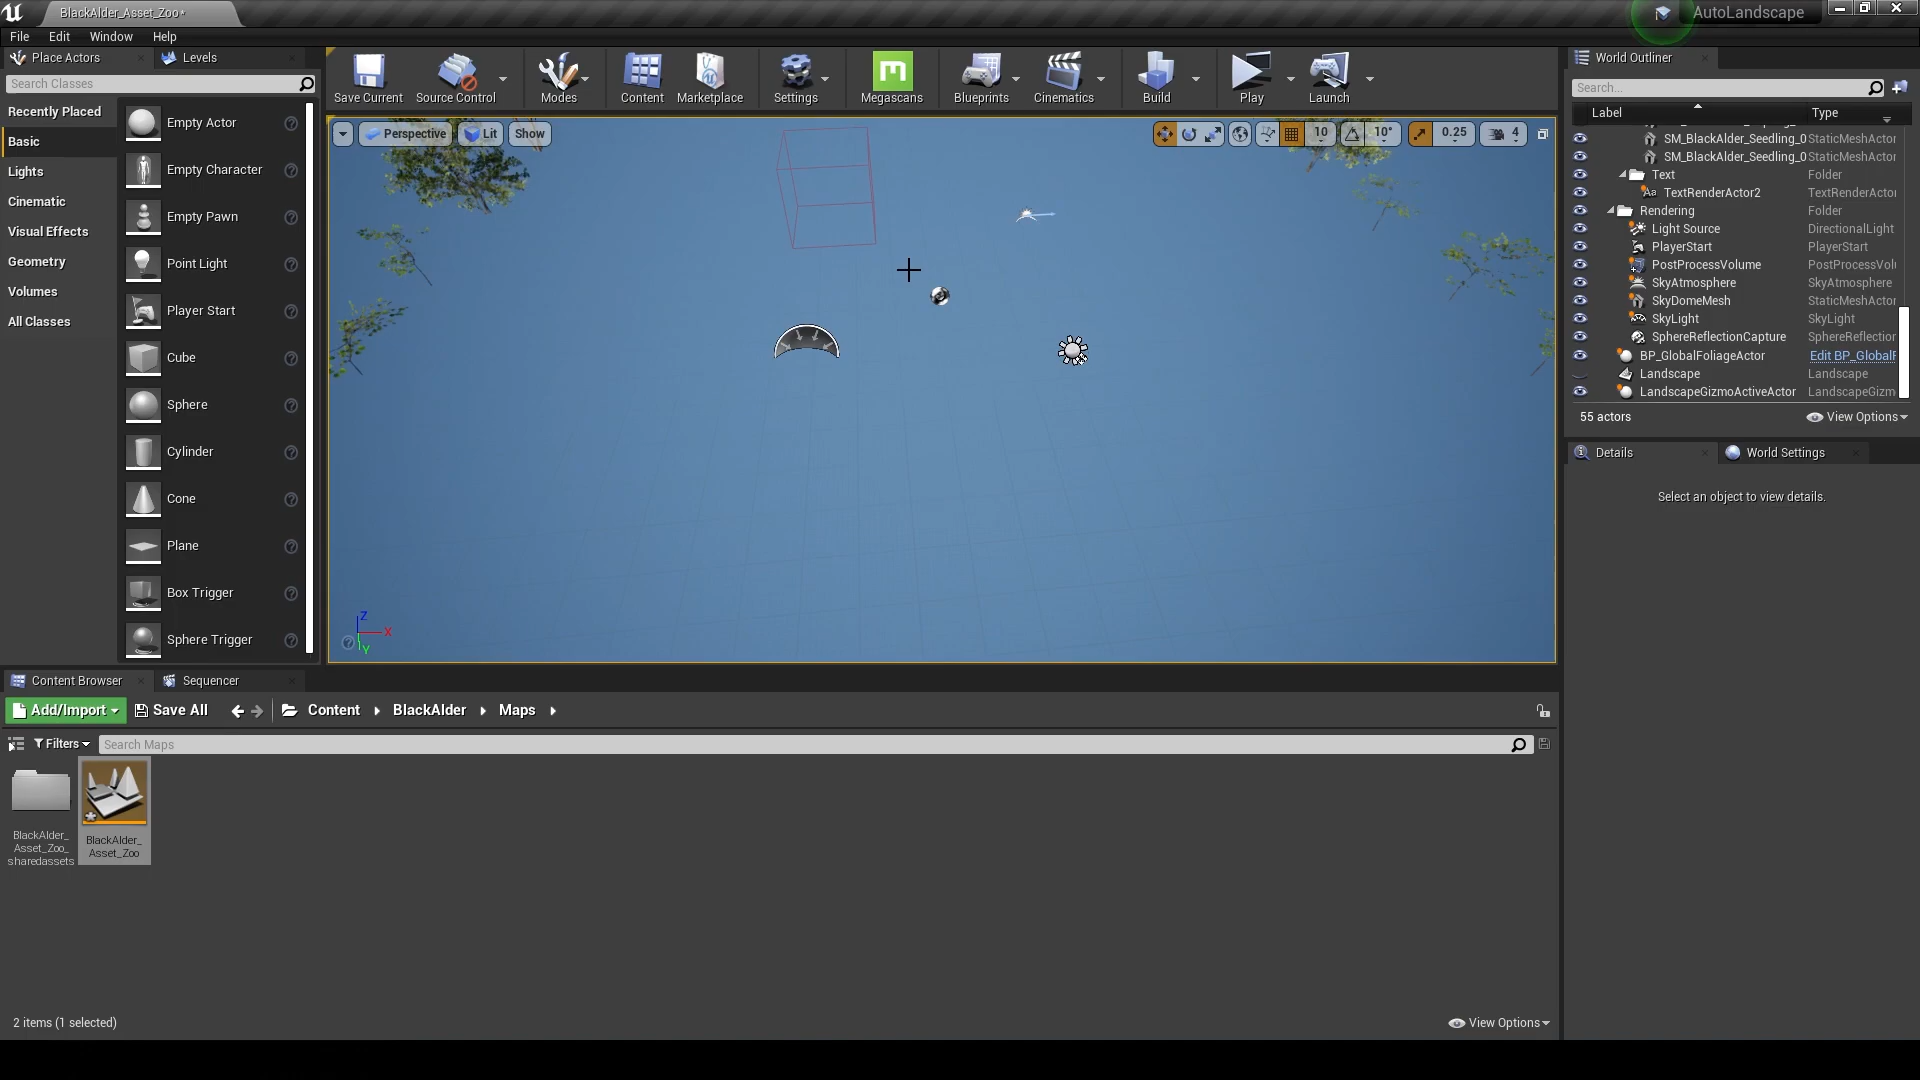 BlackAlder_Asset_Zoo*
AutoLandscape
File Edit Window Help
Place Actors
Levels
Search Classes
Recently Placed
Basic
Lights
Cinematic
Visual Effects
Geometry
Volumes
All Classes
Empty Actor
Empty Character
Empty Pawn
Point Light
Player Start
Cube
Sphere
Cylinder
Cone
Plane
Box Trigger
Sphere Trigger
Save Current
Source Control
Modes
Content
Marketplace
Settings
Megascans
Blueprints
Cinematics
Build
Play
Launch
Perspective
Lit
Show
10
10°
0.25
4
Z
X
Y
World Outliner
Search...
Label Type
SM_BlackAlder_Seedling_0 StaticMeshActor
SM_BlackAlder_Seedling_0 StaticMeshActor
Text Folder
TextRenderActor2 TextRenderActor
Rendering Folder
Light Source DirectionalLight
PlayerStart PlayerStart
PostProcessVolume PostProcessVolu
SkyAtmosphere SkyAtmosphere
SkyDomeMesh StaticMeshActor
SkyLight SkyLight
SphereReflectionCapture SphereReflection
BP_GlobalFoliageActor Edit BP_GlobalF
Landscape Landscape
LandscapeGizmoActiveActor LandscapeGizm
55 actors
View Options
Details
World Settings
Select an object to view details.
Content Browser
Sequencer
Add/Import
Save All
Content
BlackAlder
Maps
Filters
Search Maps
BlackAlder_
Asset_Zoo_
sharedassets
BlackAlder_
Asset_Zoo
2 items (1 selected)
View Options